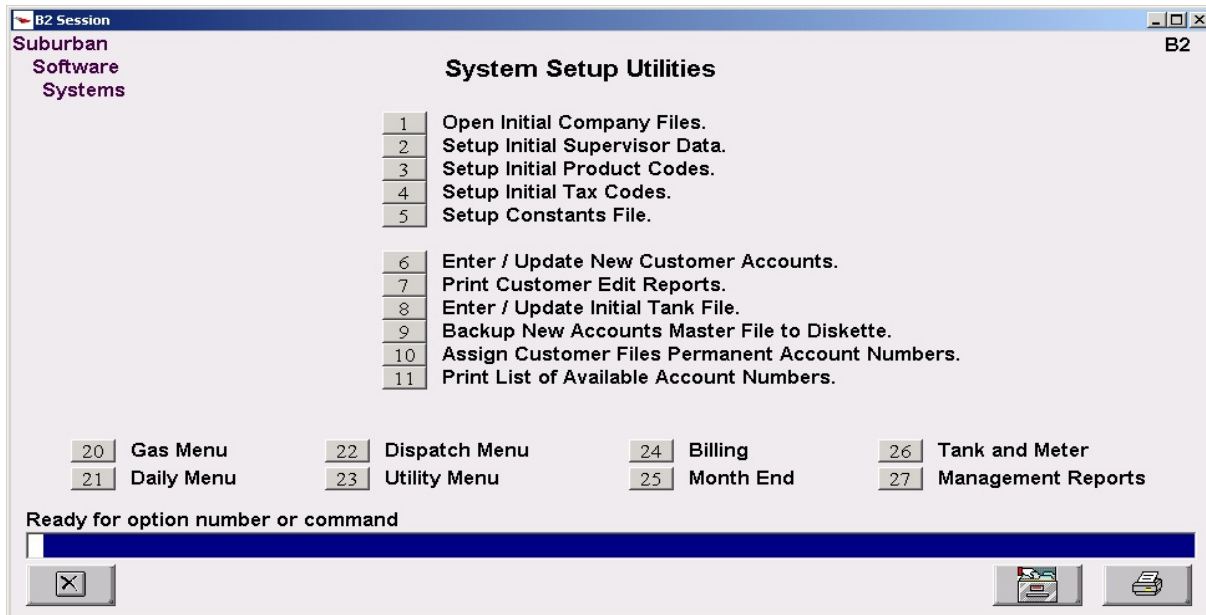 B2 Session
Suburban
Software
Systems
B2
System Setup Utilities
1 Open Initial Company Files.
2 Setup Initial Supervisor Data.
3 Setup Initial Product Codes.
4 Setup Initial Tax Codes.
5 Setup Constants File.
6 Enter / Update New Customer Accounts.
7 Print Customer Edit Reports.
8 Enter / Update Initial Tank File.
9 Backup New Accounts Master File to Diskette.
10 Assign Customer Files Permanent Account Numbers.
11 Print List of Available Account Numbers.
20 Gas Menu 22 Dispatch Menu 24 Billing 26 Tank and Meter
21 Daily Menu 23 Utility Menu 25 Month End 27 Management Reports
Ready for option number or command